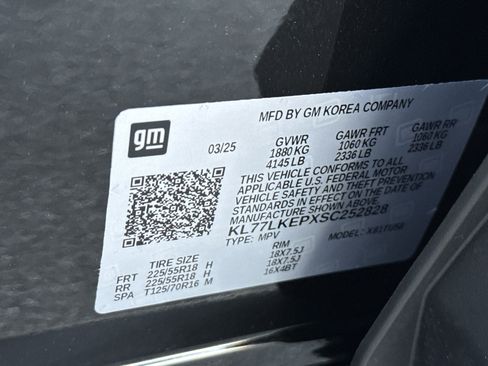 gm
MFD BY GM KOREA COMPANY
03/25
GVWR GAWR FRT GAWR RR
1880 KG 1060 KG 1060 KG
4145 LB 2336 LB 2336 LB
THIS VEHICLE CONFORMS TO ALL
APPLICABLE U.S. FEDERAL MOTOR
VEHICLE SAFETY AND THEFT PREVENTION
STANDARDS IN EFFECT ON THE DATE OF
MANUFACTURE SHOWN ABOVE.
KL77LKEPXSC252828
TYPE: MPV MODEL:
TIRE SIZE RIM
FRT 225/55R18 H 18X7.5J
RR 225/55R18 H 18X7.5J
SPA T125/70R16 M 16X4BT